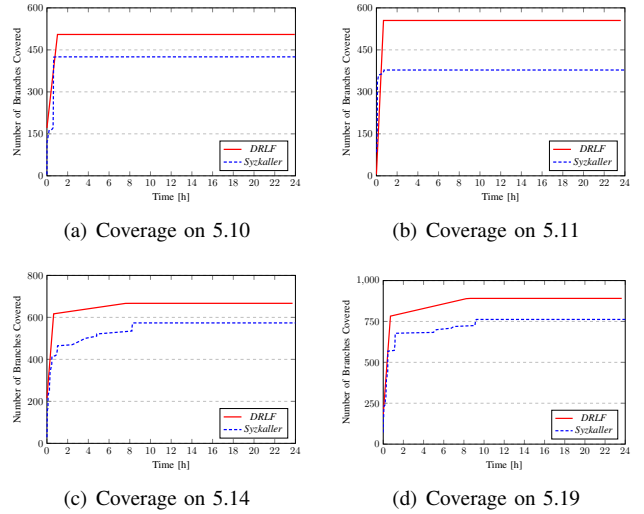 600
450
300
150
0
Number of Branches Covered
DRLF
Syzkaller
0 2 4 6 8 10 12 14 16 18 20 22 24
Time [h]
(a) Coverage on 5.10
600
450
300
150
0
Number of Branches Covered
DRLF
Syzkaller
0 2 4 6 8 10 12 14 16 18 20 22 24
Time [h]
(b) Coverage on 5.11
800
600
400
200
0
Number of Branches Covered
DRLF
Syzkaller
0 2 4 6 8 10 12 14 16 18 20 22 24
Time [h]
(c) Coverage on 5.14
1,000
750
500
250
0
Number of Branches Covered
DRLF
Syzkaller
0 2 4 6 8 10 12 14 16 18 20 22 24
Time [h]
(d) Coverage on 5.19